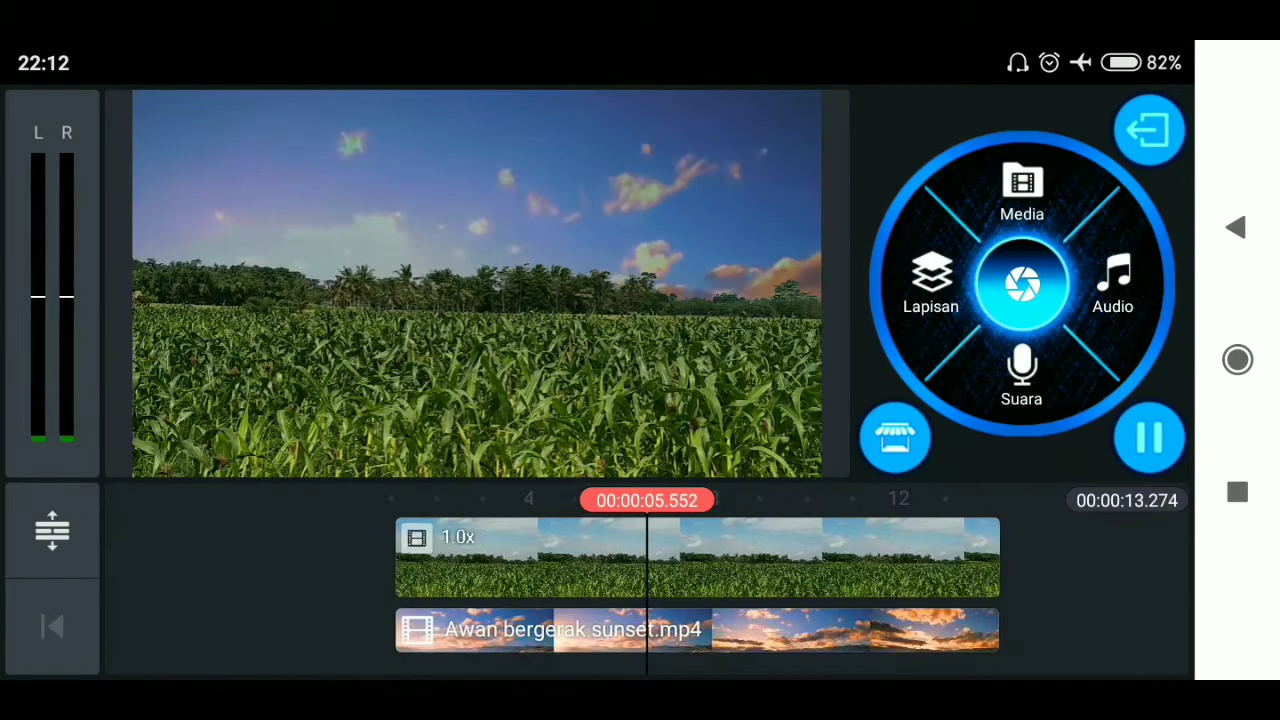 22:12
82%
L R
Media
Lapisan
Audio
Suara
4
00:00:05.552
12
00:00:13.274
1.0x
Awan bergerak sunset.mp4